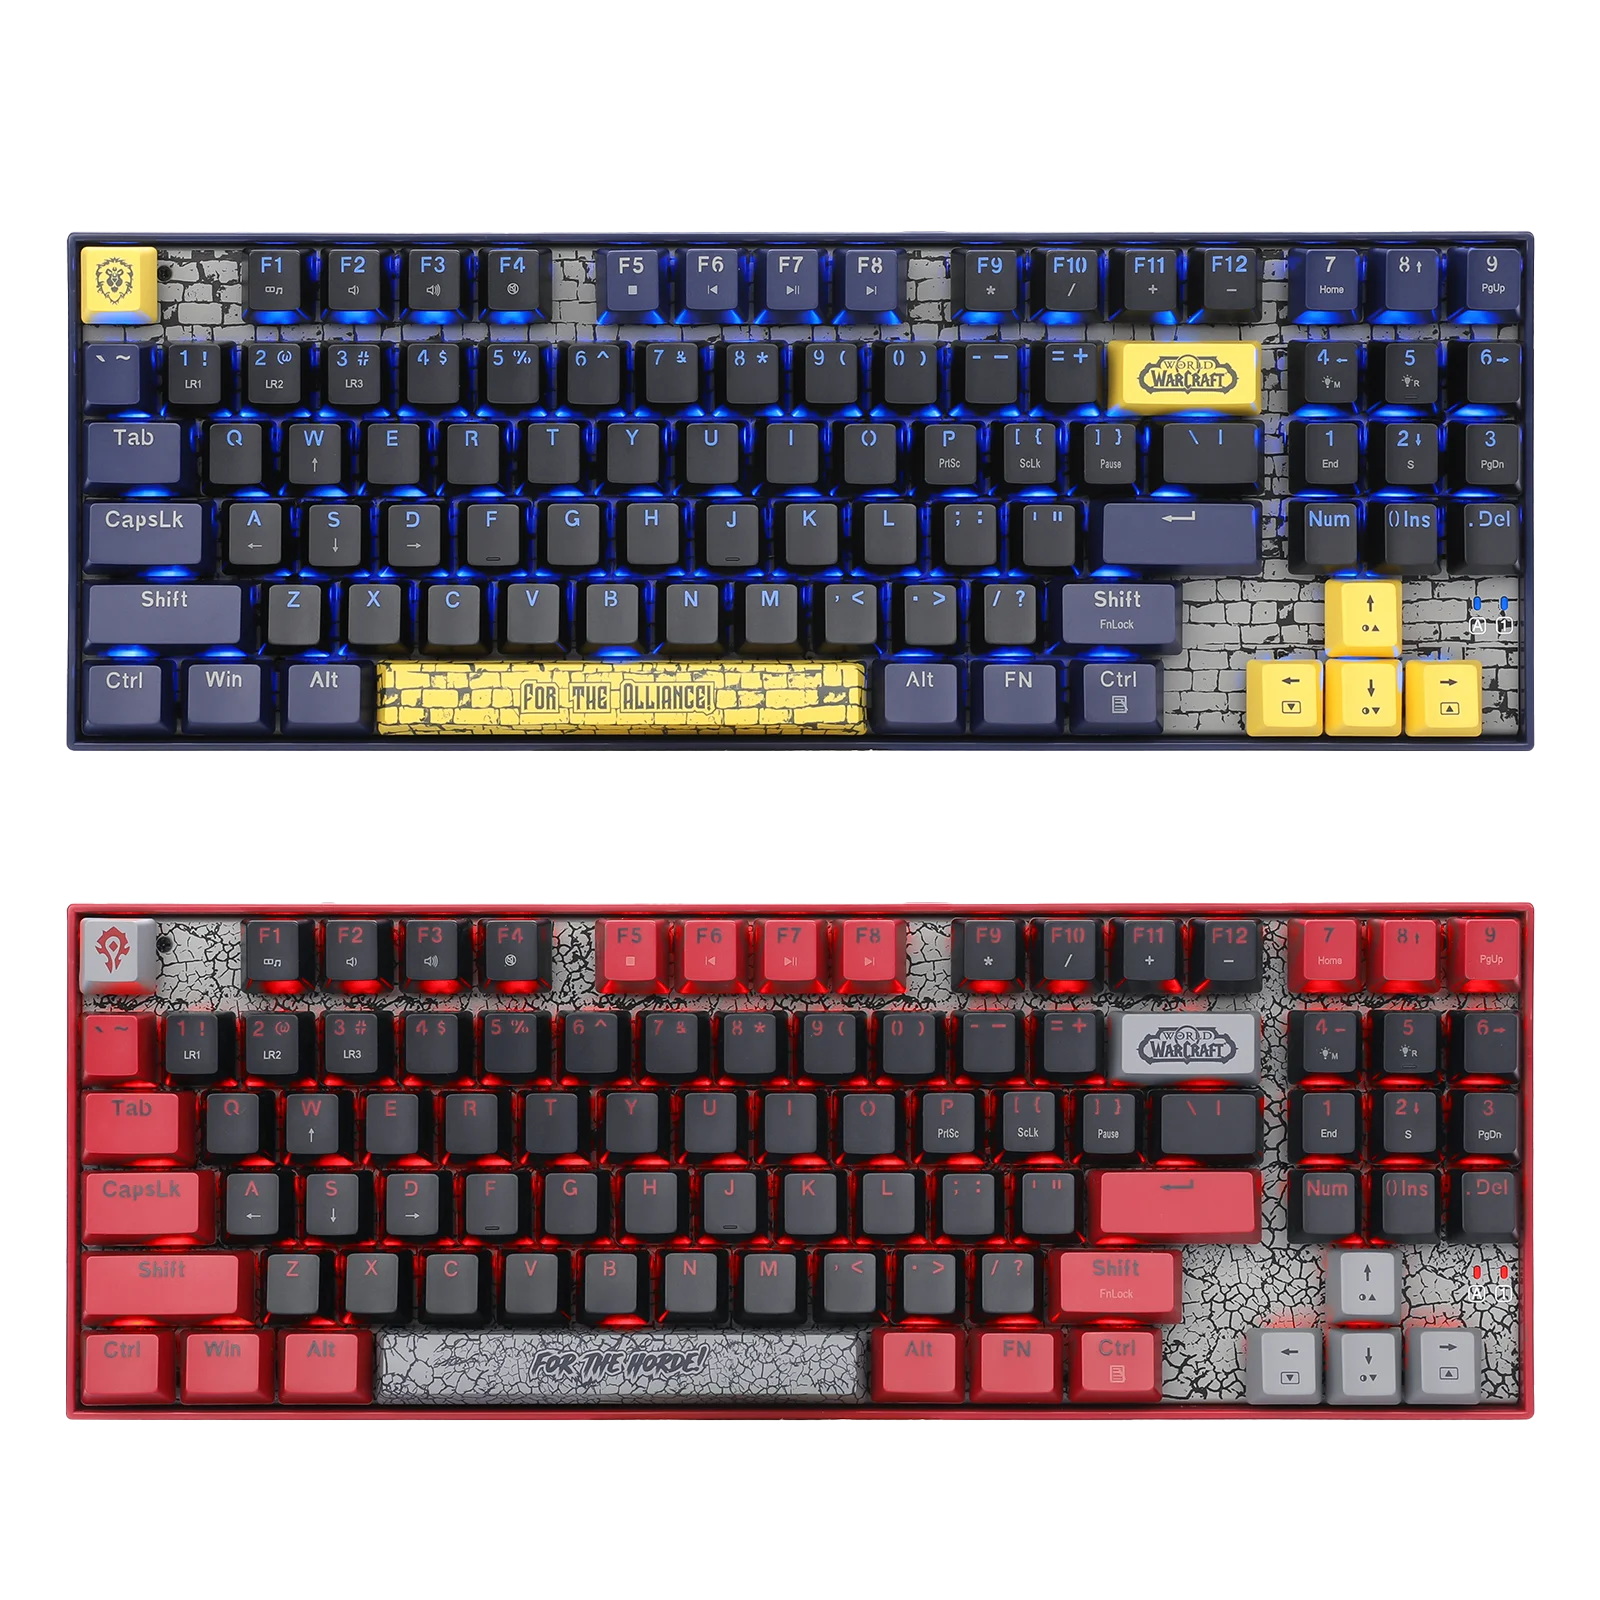 F1 F2 F3 F4 F5 F6 F7 F8 F9 F10 F11 F12 7 8↑ 9
* / + − Home PgUp
` ~ 1 ! 2 @ 3 # 4 $ 5 % 6 ^ 7 & 8 * 9 ( 0 ) - — = + WORLD 4← 5 6→
LR1 LR2 LR3 WARCRAFT M R
Tab Q W E R T Y U I O P [ { ] } \ | 1 2↓ 3
↑ PrtSc ScLk Pause End S PgDn
CapsLk A S D F G H J K L ; : ' " Num 0 Ins . Del
← ↓ →
Shift Z X C V B N M , < . > / ? Shift ↑
FnLock A 1
Ctrl Win Alt FOR THE ALLIANCE! Alt FN Ctrl ← ↓ →
F1 F2 F3 F4 F5 F6 F7 F8 F9 F10 F11 F12 7 8↑ 9
* / + − Home PgUp
` ~ 1 ! 2 @ 3 # 4 $ 5 % 6 ^ 7 & 8 * 9 ( 0 ) - — = + WORLD 4← 5 6→
LR1 LR2 LR3 WARCRAFT M R
Tab Q W E R T Y U I O P [ { ] } \ | 1 2↓ 3
↑ PrtSc ScLk Pause End S PgDn
CapsLk A S D F G H J K L ; : ' " Num 0 Ins . Del
← ↓ →
Shift Z X C V B N M , < . > / ? Shift ↑
FnLock A 1
Ctrl Win Alt FOR THE HORDE! Alt FN Ctrl ← ↓ →